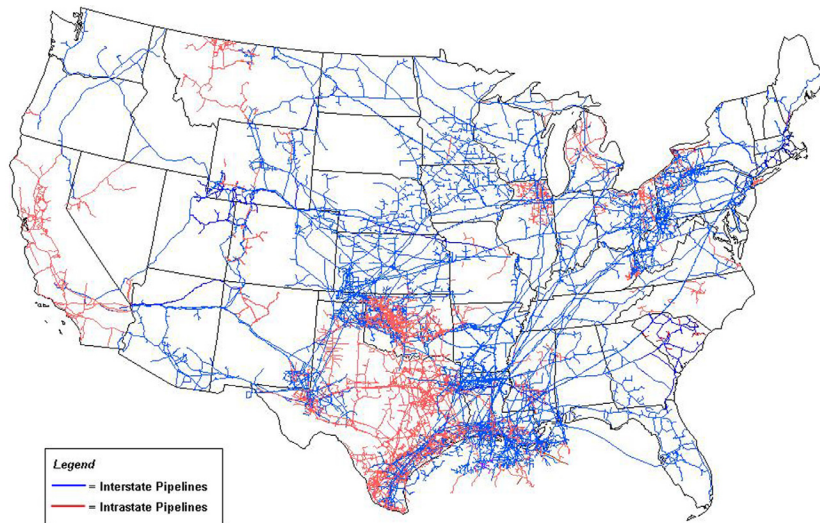 Legend
= Interstate Pipelines
= Intrastate Pipelines